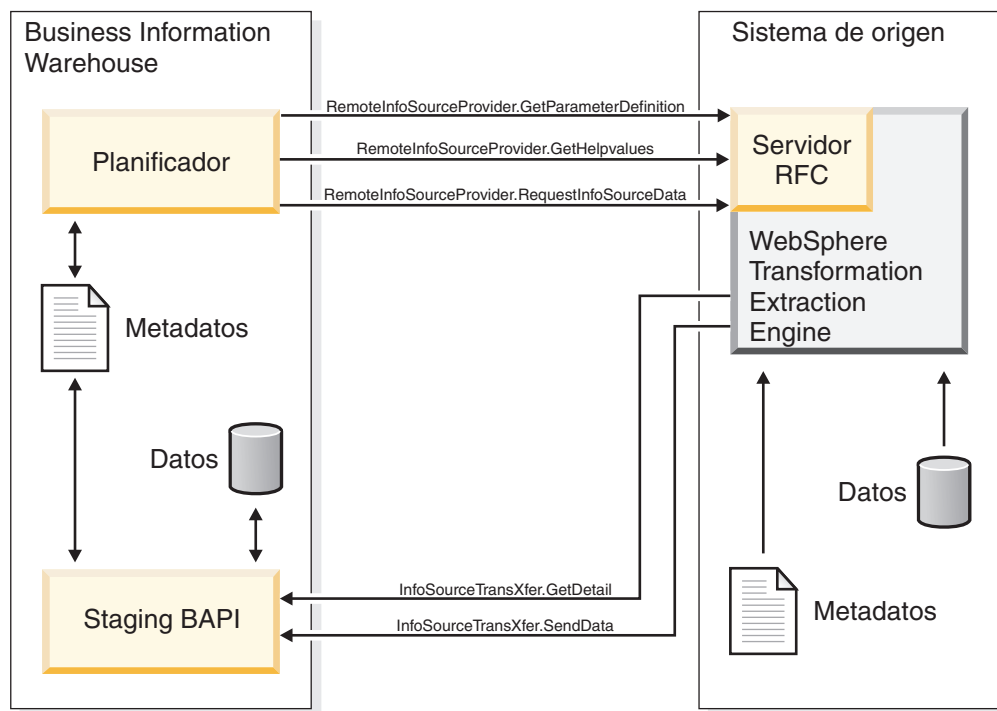 Business Information
Warehouse
Sistema de origen
RemoteInfoSourceProvider.GetParameterDefinition
Planificador
RemoteInfoSourceProvider.GetHelpvalues
Servidor
RFC
RemoteInfoSourceProvider.RequestInfoSourceData
WebSphere
Transformation
Extraction
Engine
Metadatos
Datos
Datos
Staging BAPI
InfoSourceTransXfer.GetDetail
InfoSourceTransXfer.SendData
Metadatos